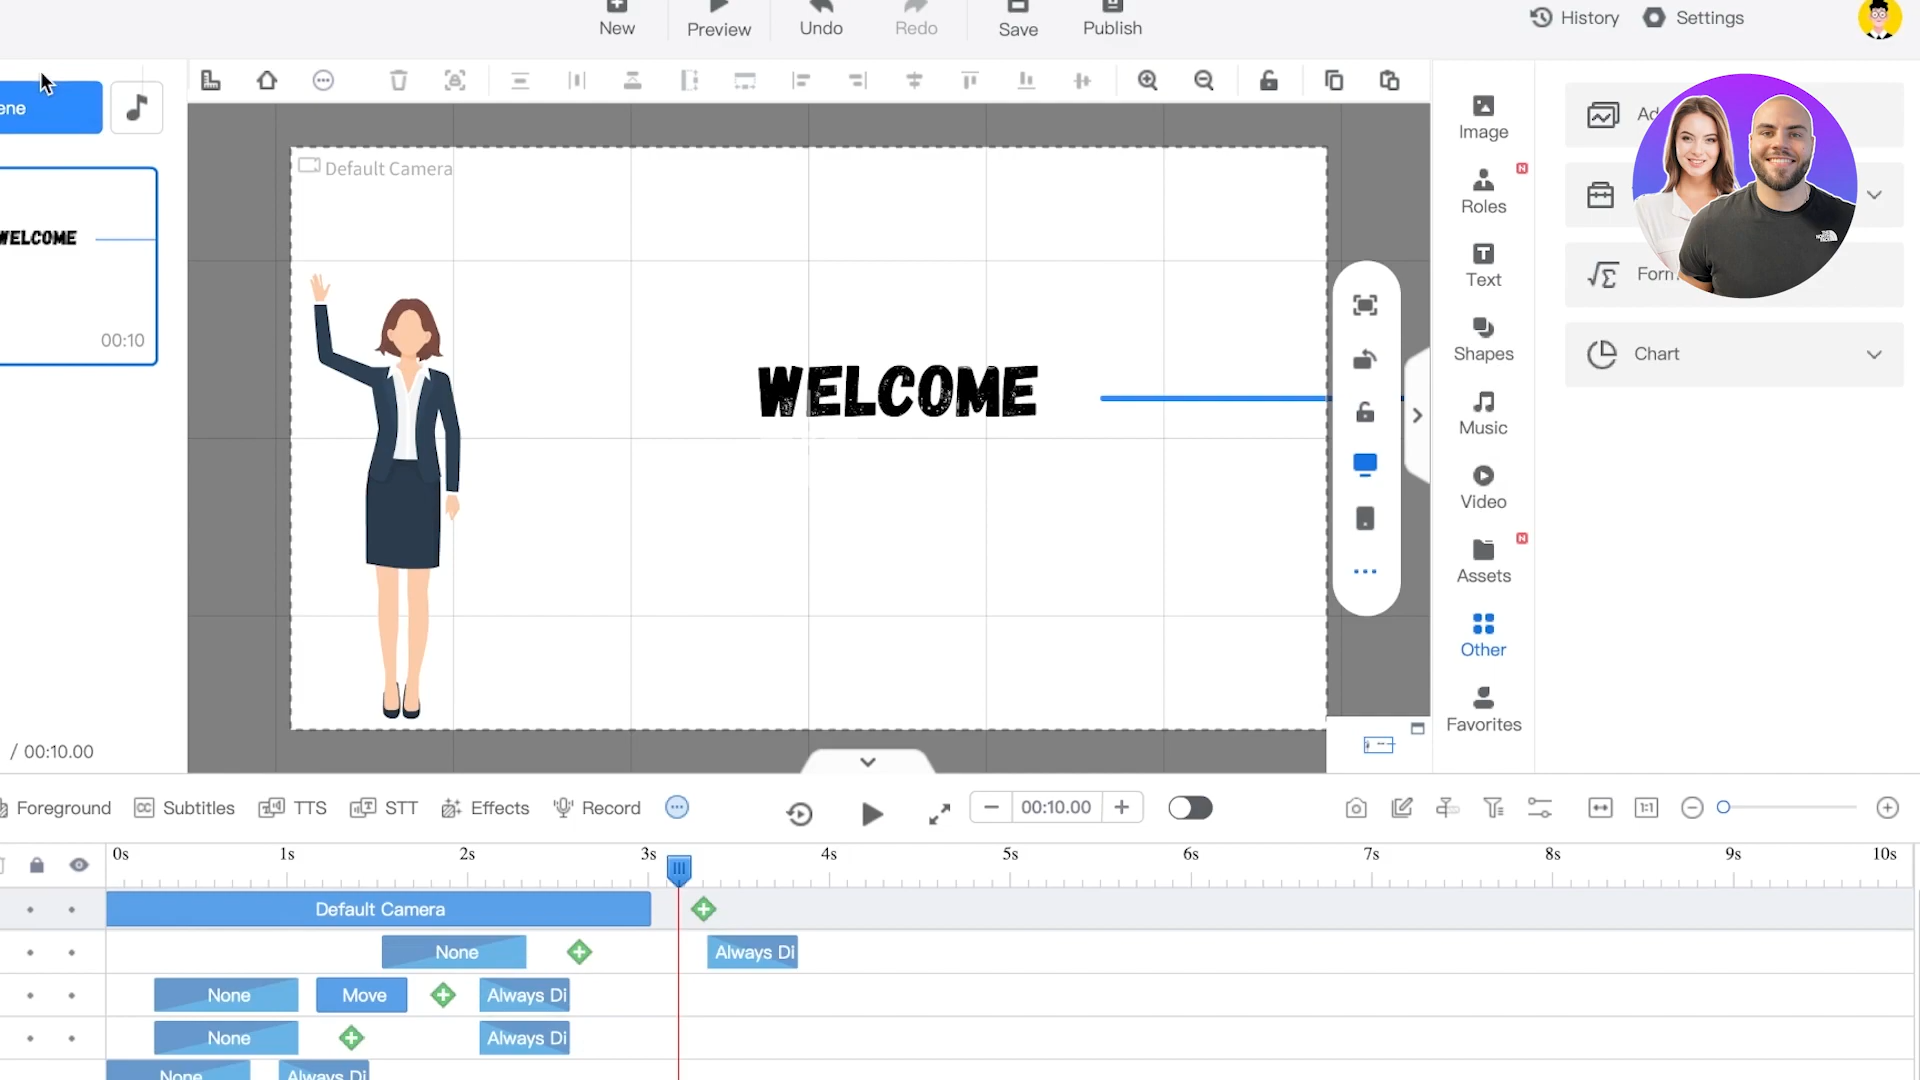 New
Preview
Undo
Redo
Save
Publish
History
Settings
ene
WELCOME
00:10
/ 00:10.00
Default Camera
WELCOME
Image
Roles
N
Text
Shapes
Music
Video
Assets
N
Other
Favorites
Chart
Foreground
CC Subtitles
TTS
STT
Effects
Record
00:10.00
1:1
0s 1s 2s 3s 4s 5s 6s 7s 8s 9s 10s
Default Camera
None
Always Di
None
Move
Always Di
None
Always Di
None
Always Di